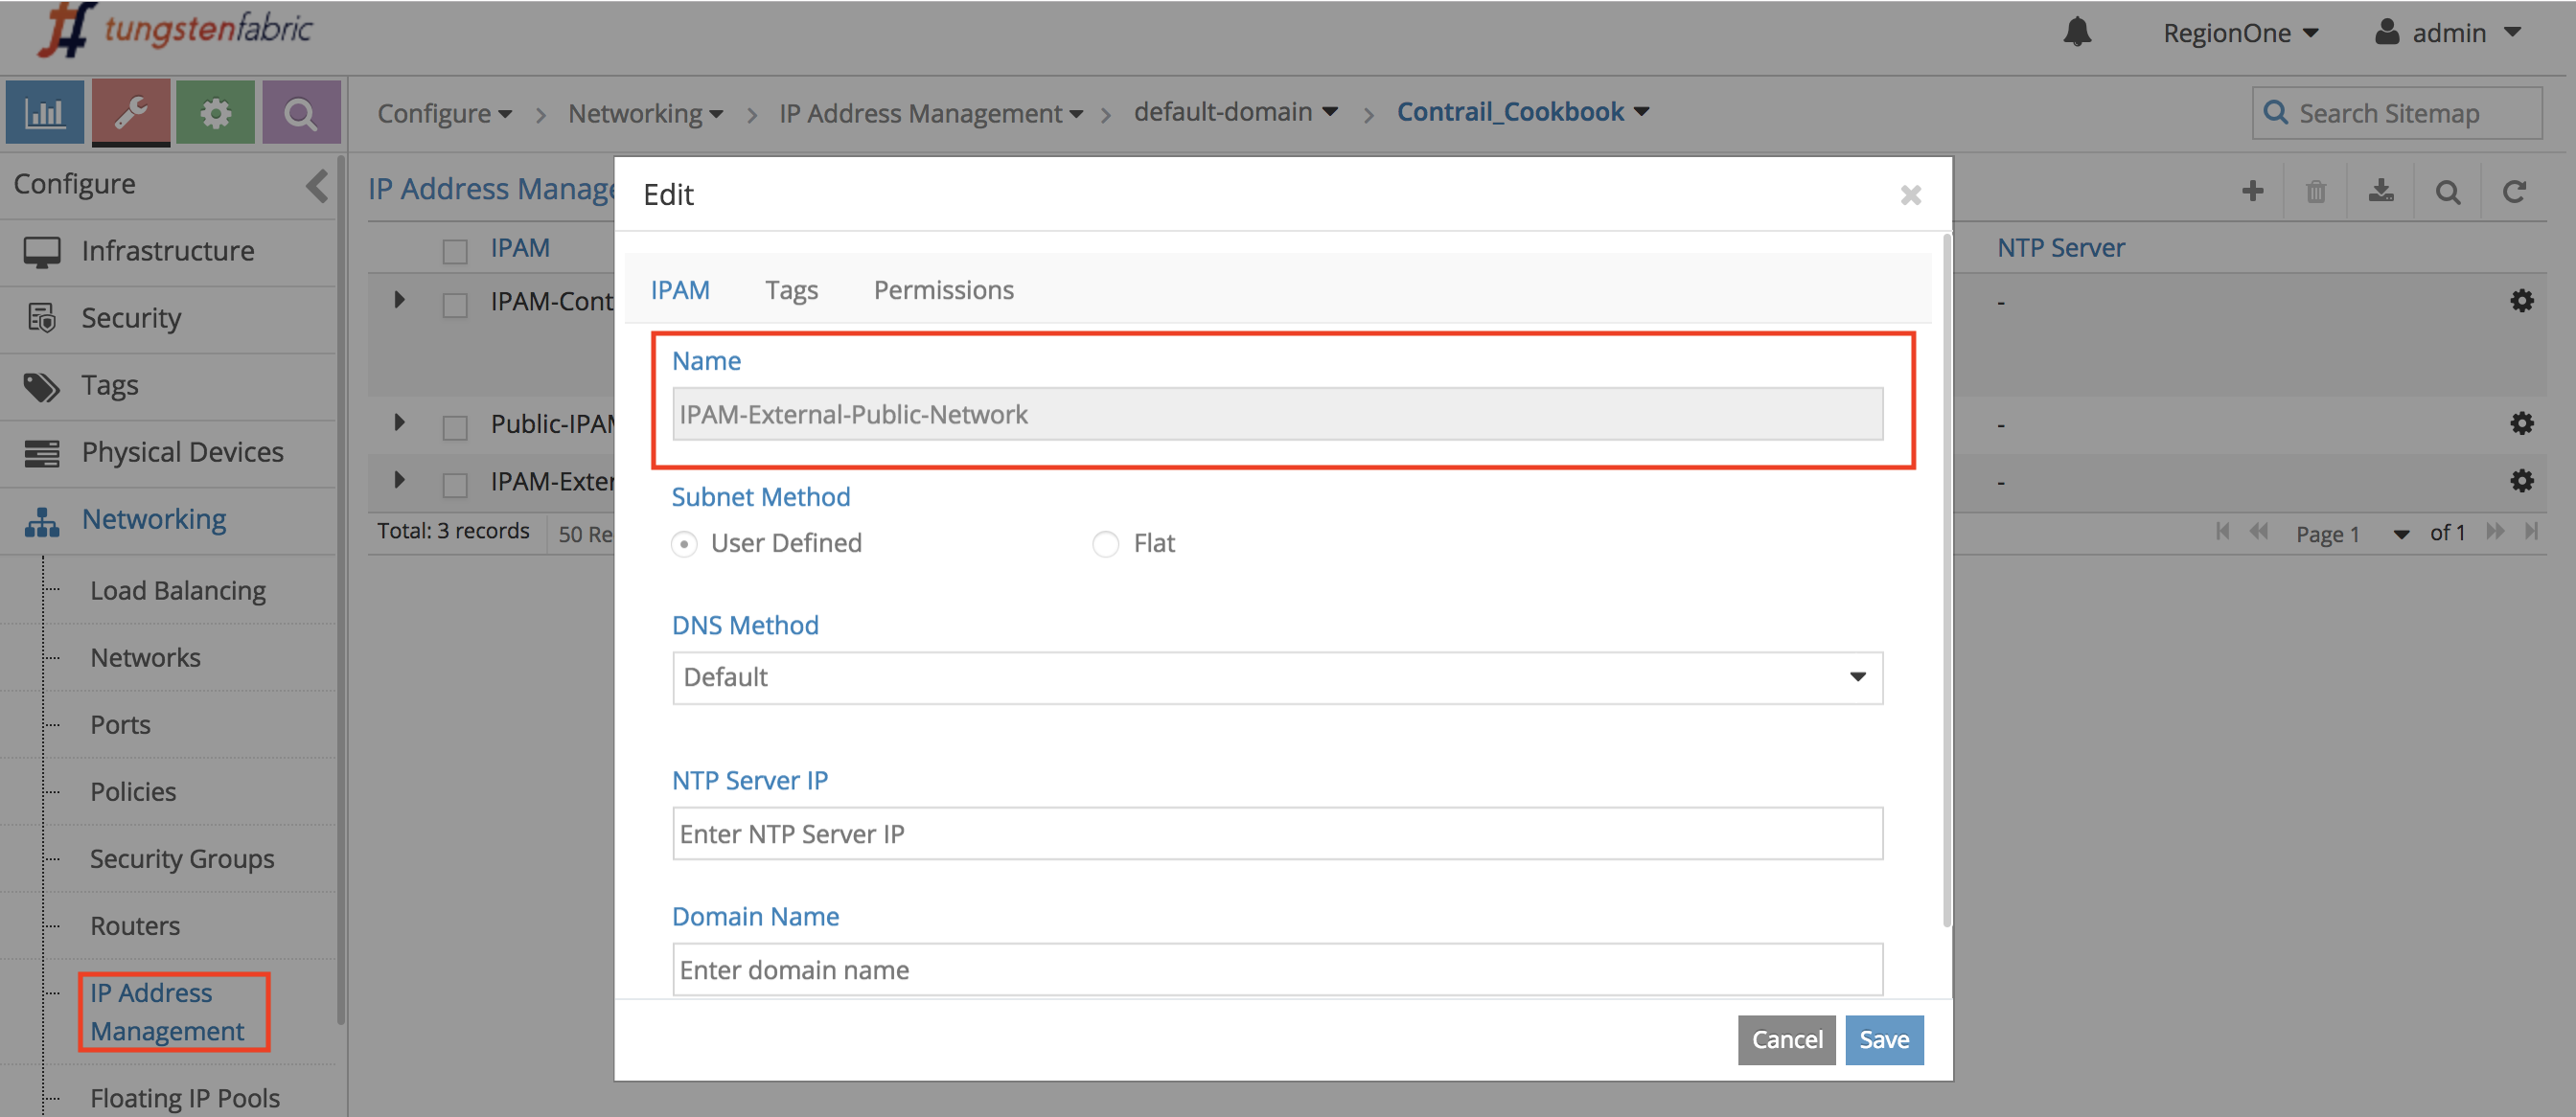 tungstenfabric
RegionOne
admin
Configure
Networking
IP Address Management
default-domain
Contrail_Cookbook
Search Sitemap
Configure
Infrastructure
Security
Tags
Physical Devices
Networking
Load Balancing
Networks
Ports
Policies
Security Groups
Routers
IP Address
Management
Floating IP Pools
IP Address Manage
IPAM
NTP Server
IPAM-Cont
-
Public-IPAM
-
IPAM-Exter
-
Total: 3 records
50 Re
Page 1
of 1
Edit
IPAM
Tags
Permissions
Name
IPAM-External-Public-Network
Subnet Method
User Defined
Flat
DNS Method
Default
NTP Server IP
Enter NTP Server IP
Domain Name
Enter domain name
Cancel
Save